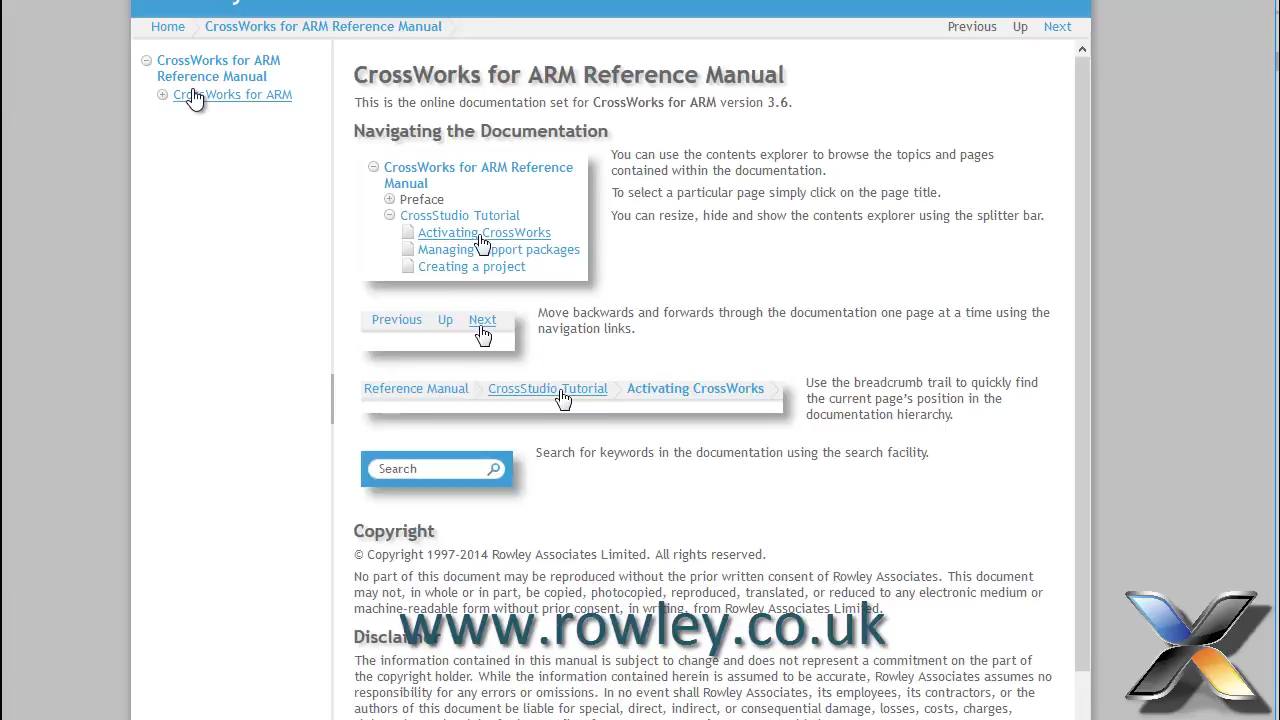 Home CrossWorks for ARM Reference Manual Previous Up Next
CrossWorks for ARM
Reference Manual
CrossWorks for ARM
CrossWorks for ARM Reference Manual
This is the online documentation set for CrossWorks for ARM version 3.6.
Navigating the Documentation
CrossWorks for ARM Reference
Manual
Preface
CrossStudio Tutorial
Activating CrossWorks
Managing support packages
Creating a project
You can use the contents explorer to browse the topics and pages
contained within the documentation.
To select a particular page simply click on the page title.
You can resize, hide and show the contents explorer using the splitter bar.
Previous Up Next
Move backwards and forwards through the documentation one page at a time using the
navigation links.
Reference Manual CrossStudio Tutorial Activating CrossWorks
Use the breadcrumb trail to quickly find
the current page's position in the
documentation hierarchy.
Search
Search for keywords in the documentation using the search facility.
Copyright
© Copyright 1997-2014 Rowley Associates Limited. All rights reserved.
No part of this document may be reproduced without the prior written consent of Rowley Associates. This document
may not, in whole or in part, be copied, photocopied, reproduced, translated, or reduced to any electronic medium or
machine-readable form without prior consent, in writing, from Rowley Associates Limited.
www.rowley.co.uk
Disclaimer
The information contained in this manual is subject to change and does not represent a commitment on the part of
the copyright holder. While the information contained herein is assumed to be accurate, Rowley Associates assumes no
responsibility for any errors or omissions. In no event shall Rowley Associates, its employees, its contractors, or the
authors of this document be liable for special, direct, indirect, or consequential damage, losses, costs, charges,